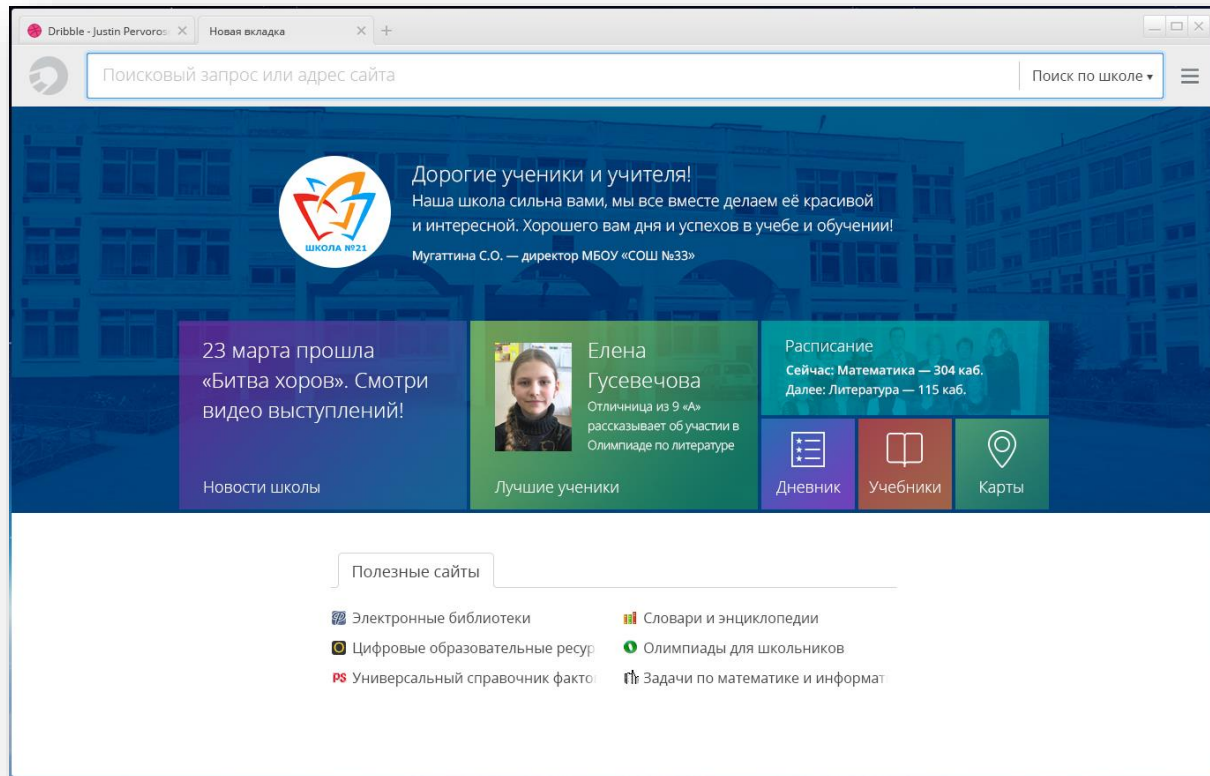 Dribble - Justin Pervoros
Новая вкладка
Поисковый запрос или адрес сайта
Поиск по школе
ШКОЛА №21
Дорогие ученики и учителя!
Наша школа сильна вами, мы все вместе делаем её красивой
и интересной. Хорошего вам дня и успехов в учебе и обучении!
Мугаттина С.О. — директор МБОУ «СОШ №33»
23 марта прошла
«Битва хоров». Смотри
видео выступлений!
Новости школы
Елена
Гусевечова
Отличница из 9 «А»
рассказывает об участии в
Олимпиаде по литературе
Лучшие ученики
Расписание
Сейчас: Математика — 304 каб.
Далее: Литература — 115 каб.
Дневник
Учебники
Карты
Полезные сайты
Электронные библиотеки
Словари и энциклопедии
Цифровые образовательные ресур
Олимпиады для школьников
PS Универсальный справочник факто
Задачи по математике и информат